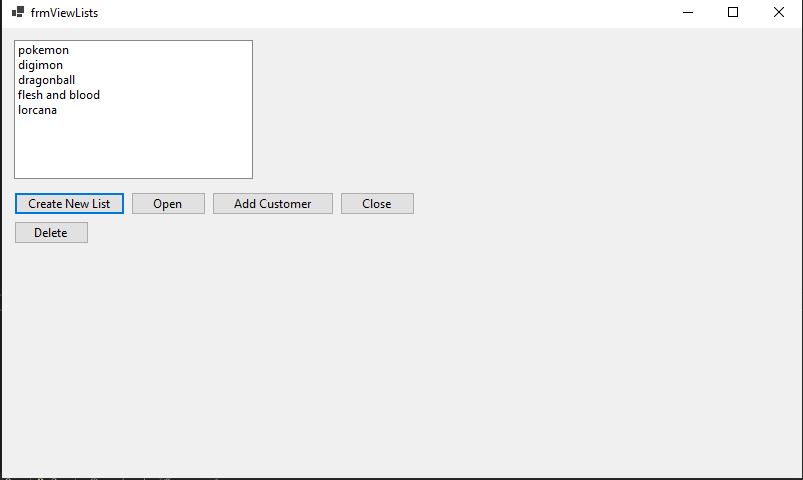 frmViewLists
pokemon
digimon
dragonball
flesh and blood
lorcana
Create New List
Open
Add Customer
Close
Delete